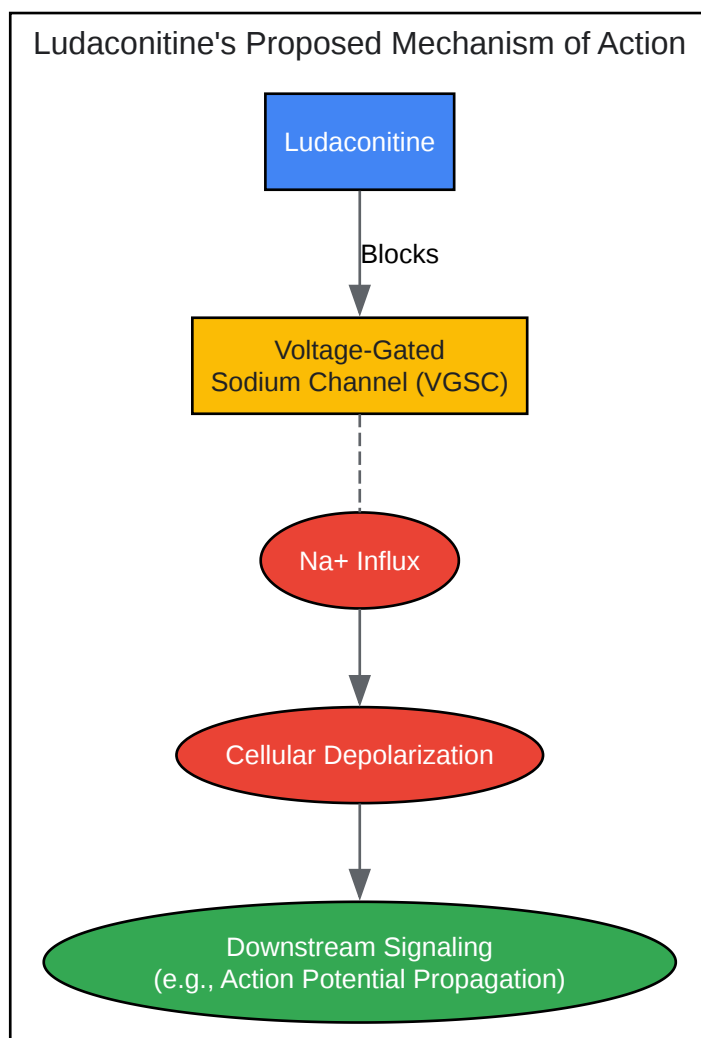 Ludaconitine's Proposed Mechanism of Action
Ludaconitine
Blocks
Voltage-Gated
Sodium Channel (VGSC)
Na+ Influx
Cellular Depolarization
Downstream Signaling
(e.g., Action Potential Propagation)